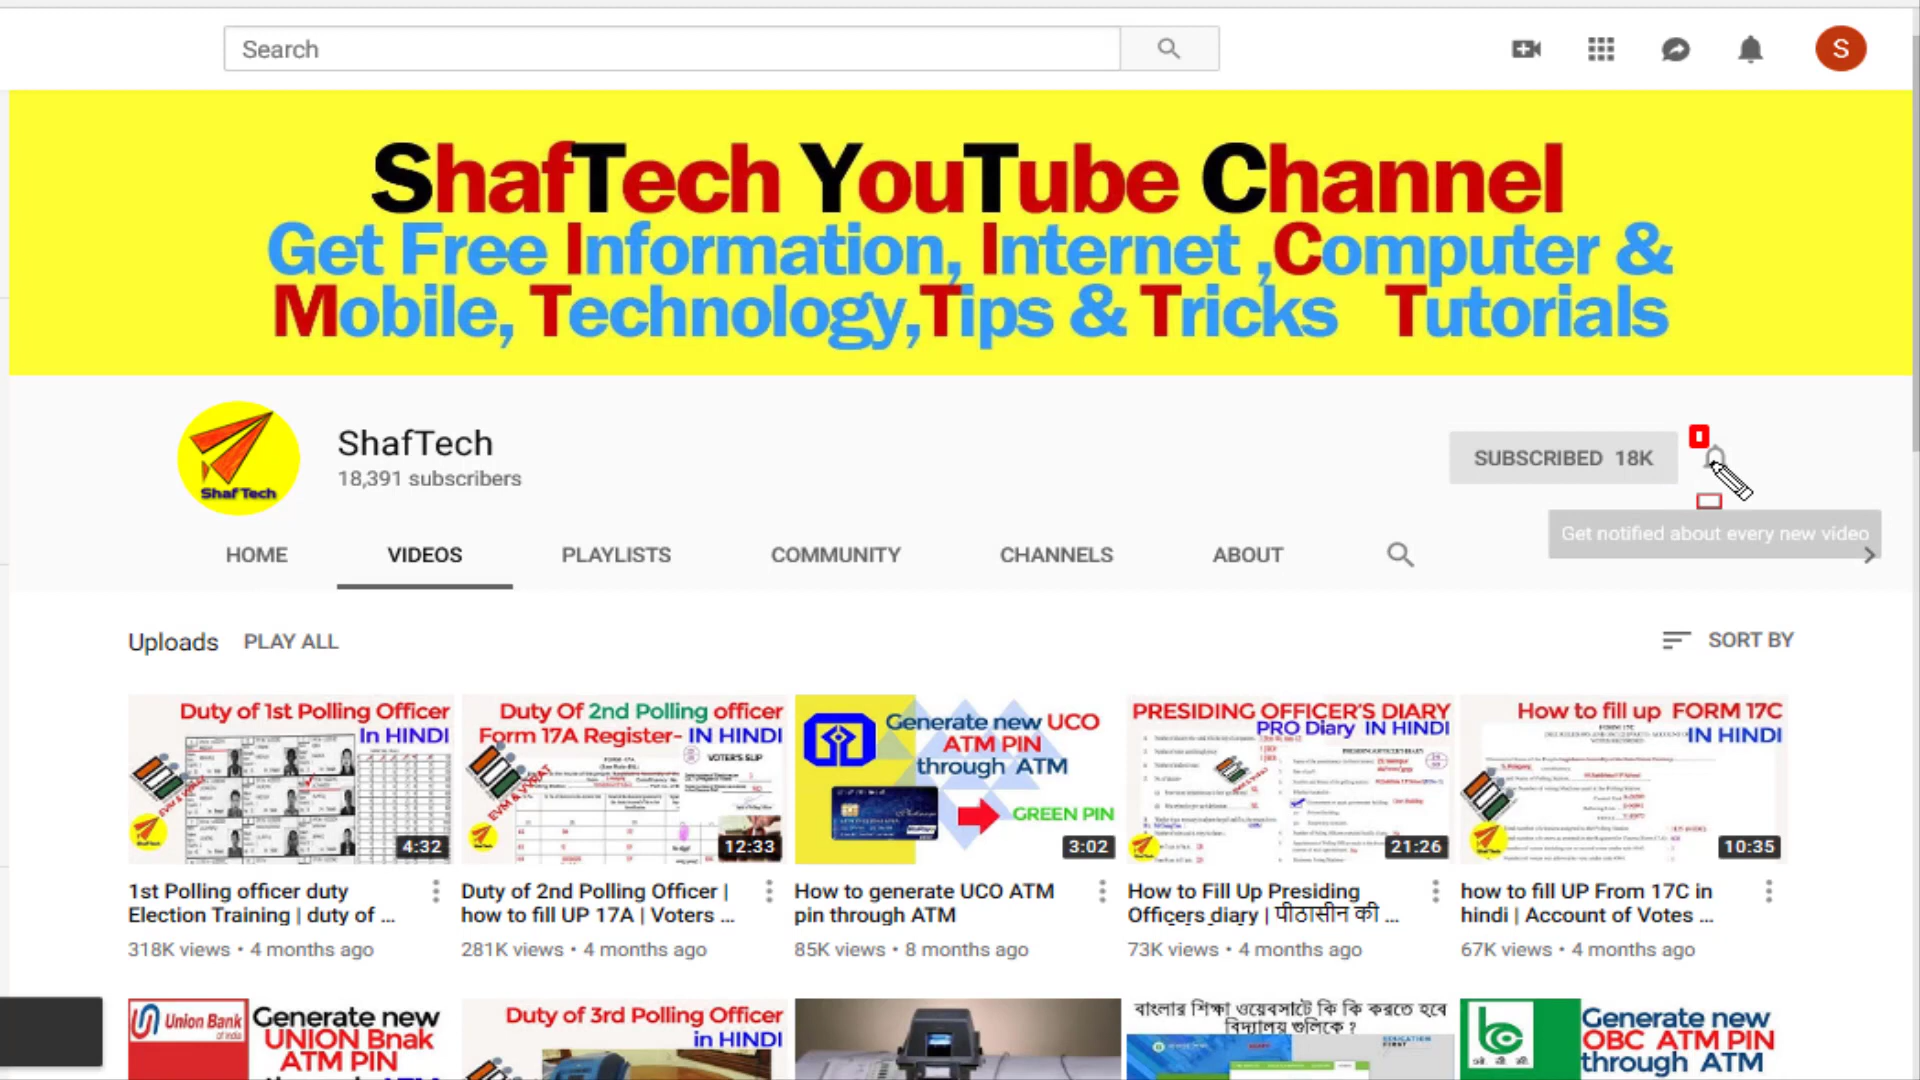 Search
S
ShafTech YouTube Channel
Get Free Information, Internet ,Computer &
Mobile, Technology,Tips & Tricks Tutorials
ShafTech
ShafTech
18,391 subscribers
SUBSCRIBED 18K
Get notified about every new video
HOME
VIDEOS
PLAYLISTS
COMMUNITY
CHANNELS
ABOUT
Uploads
PLAY ALL
SORT BY
Duty of 1st Polling Officer
In HINDI
4:32
Duty Of 2nd Polling officer
Form 17A Register- IN HINDI
VOTER'S SLIP
12:33
Generate new UCO
ATM PIN
through ATM
GREEN PIN
3:02
PRESIDING OFFICER'S DIARY
PRO Diary IN HINDI
21:26
How to fill up FORM 17C
IN HINDI
10:35
1st Polling officer duty
Election Training | duty of ...
318K views • 4 months ago
Duty of 2nd Polling Officer |
how to fill UP 17A | Voters ...
281K views • 4 months ago
How to generate UCO ATM
pin through ATM
85K views • 8 months ago
How to Fill Up Presiding
Officers diary | पीठासीन की ...
73K views • 4 months ago
how to fill UP From 17C in
hindi | Account of Votes ...
67K views • 4 months ago
Union Bank
of India
Generate new
UNION Bnak
ATM PIN
Duty of 3rd Polling Officer
in HINDI
বাংলার শিক্ষা ওয়েবসাটে কি কি করতে হবে
বিদ্যালয় গুলিকে ?
Generate new
OBC ATM PIN
through ATM